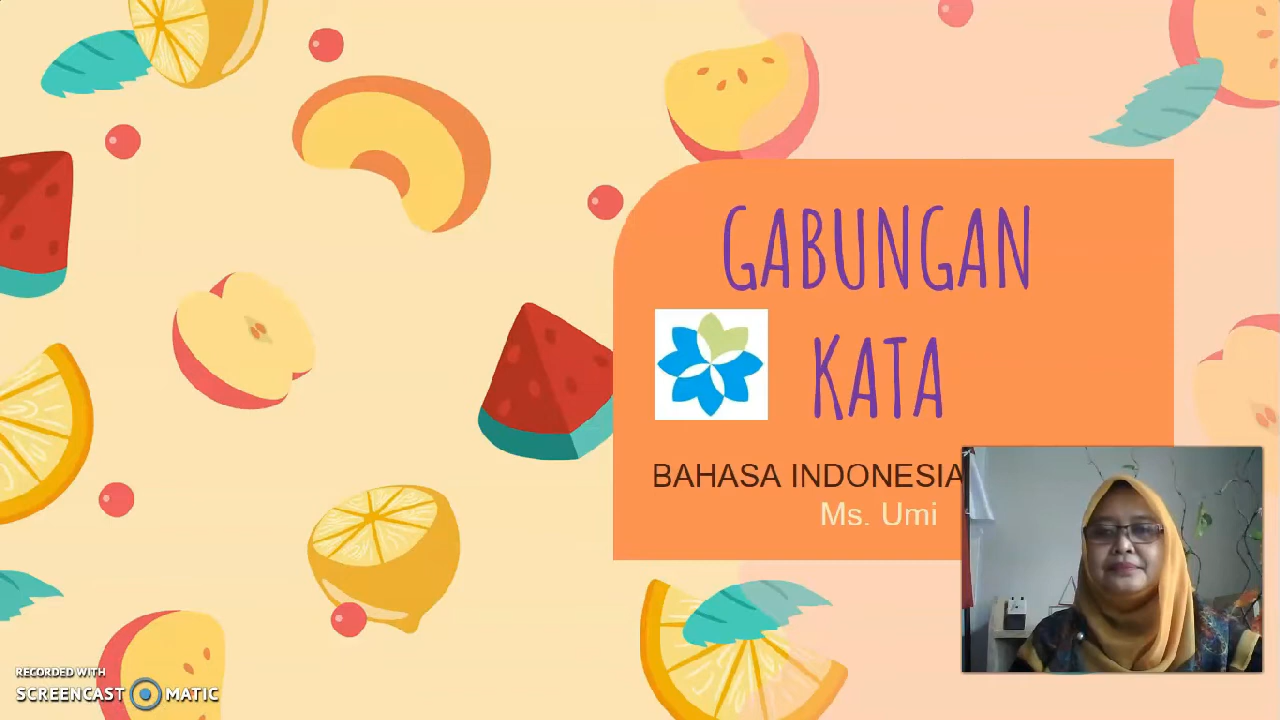 GABUNGAN
KATA
BAHASA INDONESIA
Ms. Umi
RECORDED WITH
SCREENCAST MATIC